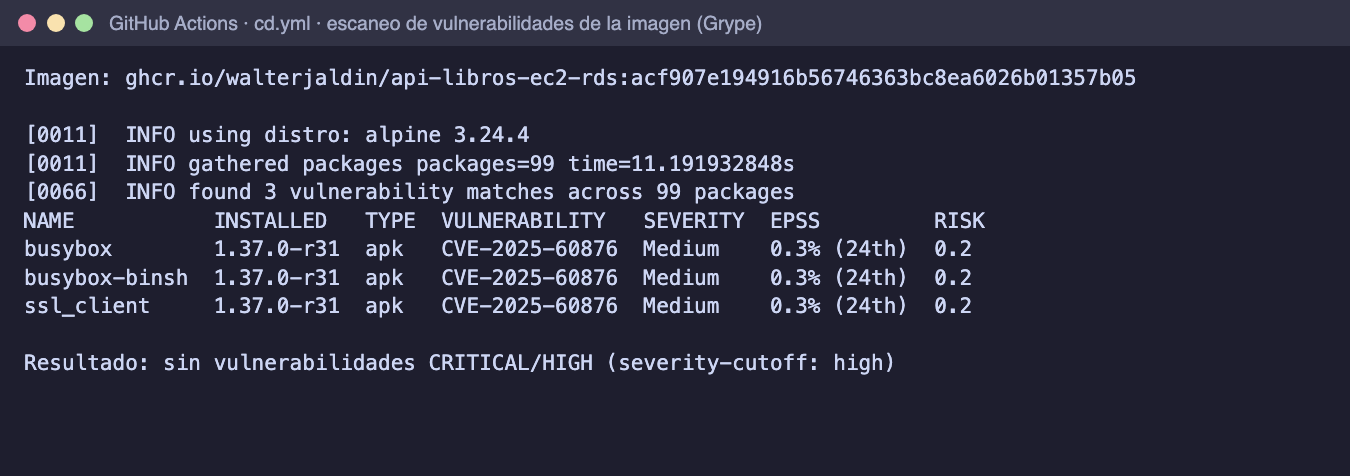 GitHub Actions · cd.yml · escaneo de vulnerabilidades de la imagen (Grype)
Imagen: ghcr.io/walterjaldin/api-libros-ec2-rds:acf907e194916b56746363bc8ea6026b01357b05
[0011]  INFO using distro: alpine 3.24.4
[0011]  INFO gathered packages packages=99 time=11.191932848s
[0066]  INFO found 3 vulnerability matches across 99 packages
NAME           INSTALLED   TYPE  VULNERABILITY   SEVERITY  EPSS         RISK
busybox        1.37.0-r31  apk   CVE-2025-60876  Medium    0.3% (24th)  0.2
busybox-binsh  1.37.0-r31  apk   CVE-2025-60876  Medium    0.3% (24th)  0.2
ssl_client     1.37.0-r31  apk   CVE-2025-60876  Medium    0.3% (24th)  0.2
Resultado: sin vulnerabilidades CRITICAL/HIGH (severity-cutoff: high)